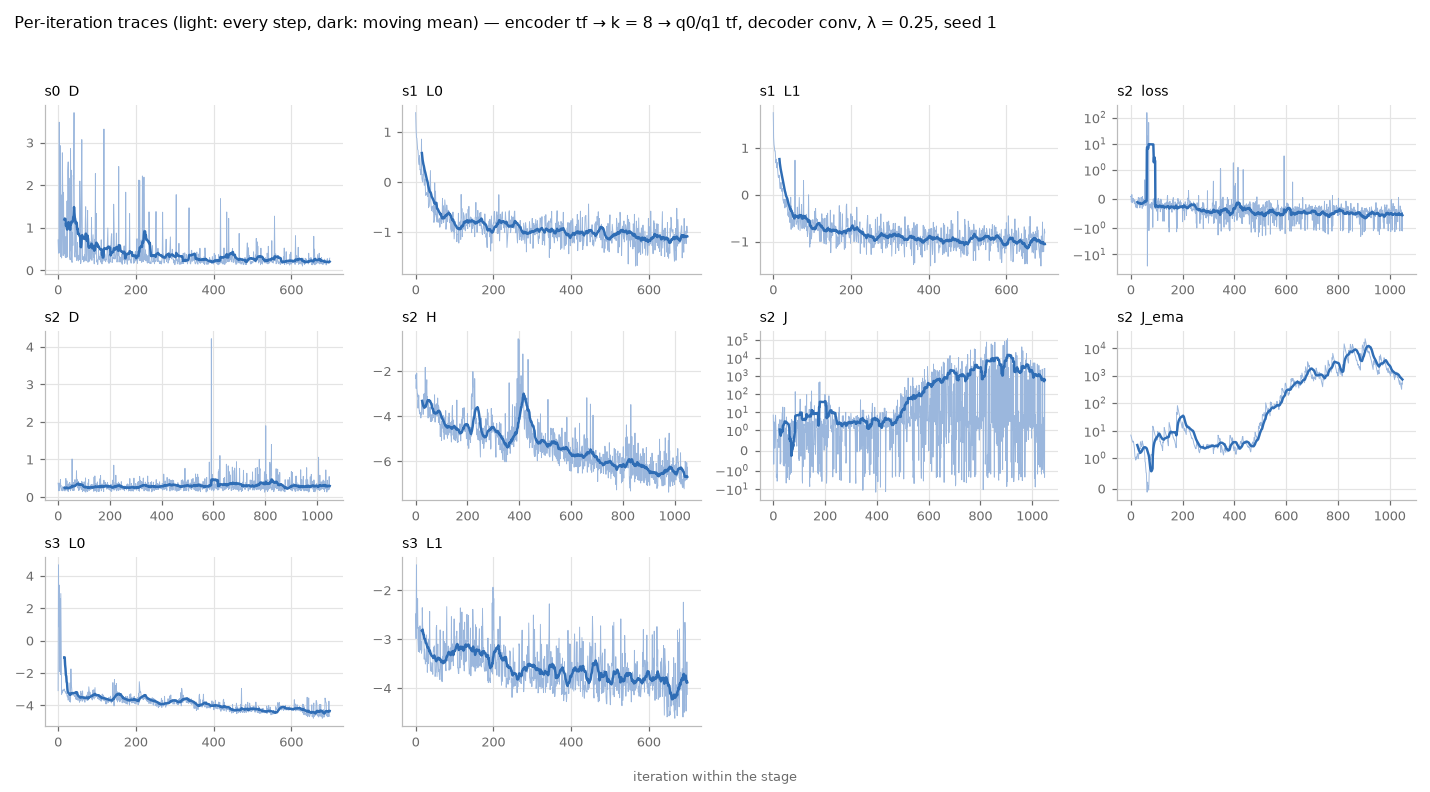 Per-iteration traces (light: every step, dark: moving mean) — encoder tf → k = 8 → q0/q1 tf, decoder conv, λ = 0.25, seed 1
s0 D
3
2
1
0
0 200 400 600
s1 L0
1
0
−1
0 200 400 600
s1 L1
1
0
−1
0 200 400 600
s2 loss
10²
10¹
10⁰
0
−10⁰
−10¹
0 200 400 600 800 1000
s2 D
4
3
2
1
0
0 200 400 600 800 1000
s2 H
−2
−4
−6
0 200 400 600 800 1000
s2 J
10⁵
10⁴
10³
10²
10¹
10⁰
0
−10⁰
−10¹
0 200 400 600 800 1000
s2 J_ema
10⁴
10³
10²
10¹
10⁰
0
0 200 400 600 800 1000
s3 L0
4
2
0
−2
−4
0 200 400 600
s3 L1
−2
−3
−4
0 200 400 600
iteration within the stage